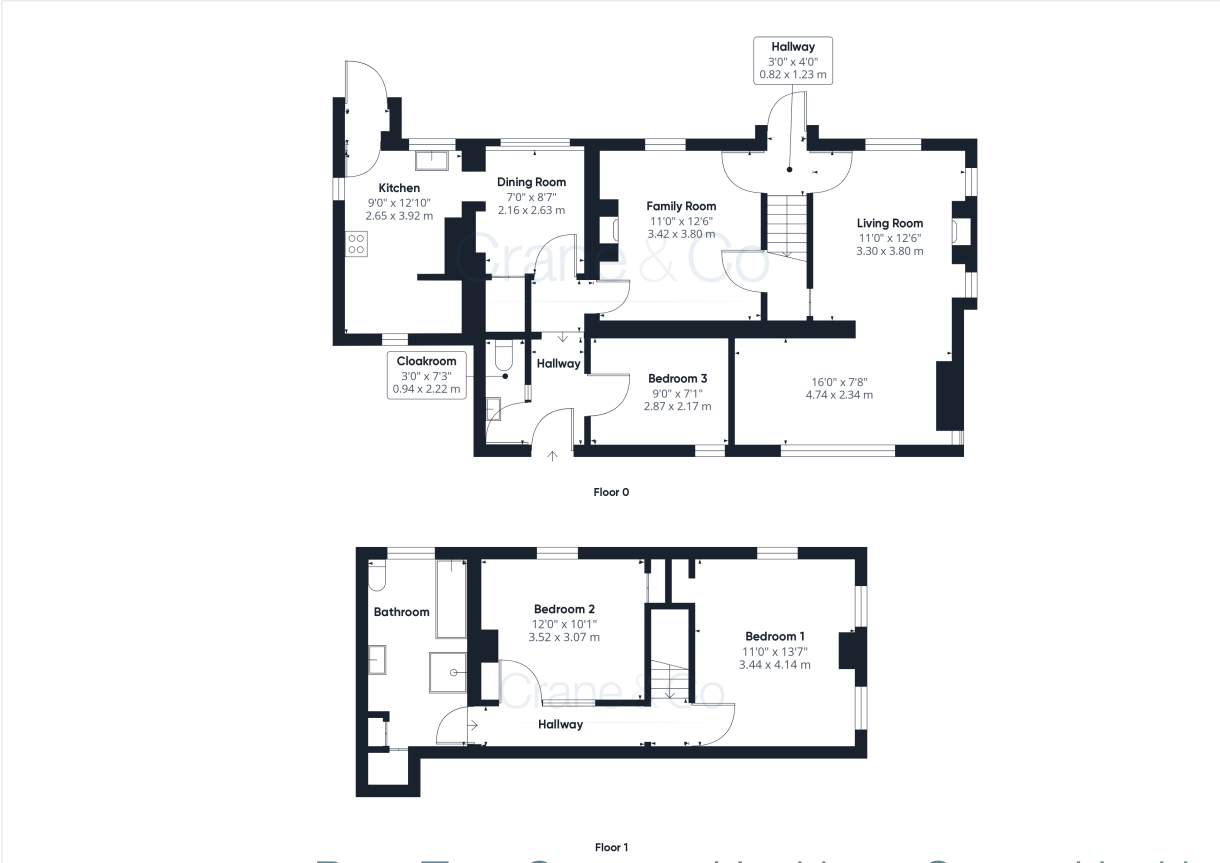 Hallway
3'0" x 4'0"
0.82 x 1.23 m
Kitchen
9'0" x 12'10"
2.65 x 3.92 m
Dining Room
7'0" x 8'7"
2.16 x 2.63 m
Family Room
11'0" x 12'6"
3.42 x 3.80 m
Living Room
11'0" x 12'6"
3.30 x 3.80 m
Crane & Co
Cloakroom
3'0" x 7'3"
0.94 x 2.22 m
Hallway
Bedroom 3
9'0" x 7'1"
2.87 x 2.17 m
16'0" x 7'8"
4.74 x 2.34 m
Floor 0
Bathroom
Bedroom 2
12'0" x 10'1"
3.52 x 3.07 m
Bedroom 1
11'0" x 13'7"
3.44 x 4.14 m
Crane & Co
Hallway
Floor 1